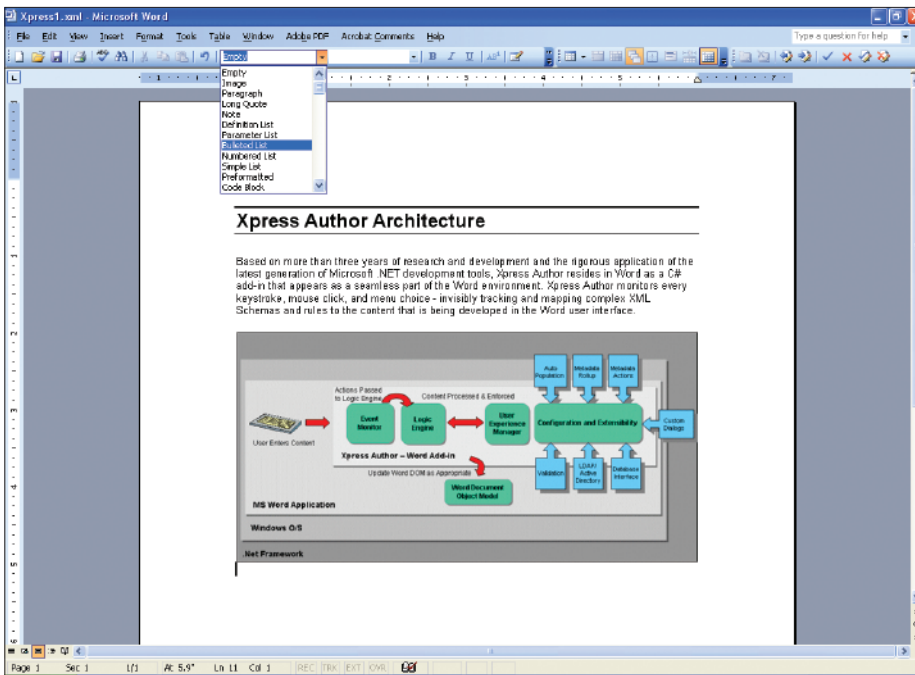 Xpress1.xml - Microsoft Word
File Edit View Insert Format Tools Table Window Adobe PDF Acrobat Comments Help
Type a question for help
Empty
B I U
Empty
Image
Paragraph
Long Quote
Note
Definition List
Parameter List
Bulleted List
Numbered List
Simple List
Preformatted
Code Block
Xpress Author Architecture
Based on more than three years of research and development and the rigorous application of the
latest generation of Microsoft .NET development tools, Xpress Author resides in Word as a C#
add-in that appears as a seamless part of the Word environment. Xpress Author monitors every
keystroke, mouse click, and menu choice - invisibly tracking and mapping complex XML
Schemas and rules to the content that is being developed in the Word user interface.
Auto
Population
Metadata
Rollup
Metadata
Actions
Actions Passed
to Logic Engine
Content Processed & Enforced
Event
Monitor
Logic
Engine
User
Experience
Manager
Configuration and Extensibility
Custom
Dialogs
User Enters Content
Xpress Author – Word Add-in
Update Word DOM as Appropriate
Validation
LDAP/
Active
Directory
Database
Interface
Word Document
Object Model
MS Word Application
Windows O/S
.Net Framework
Page 1 Sec 1 1/1 At 5.9" Ln 11 Col 1 REC TRK EXT OVR